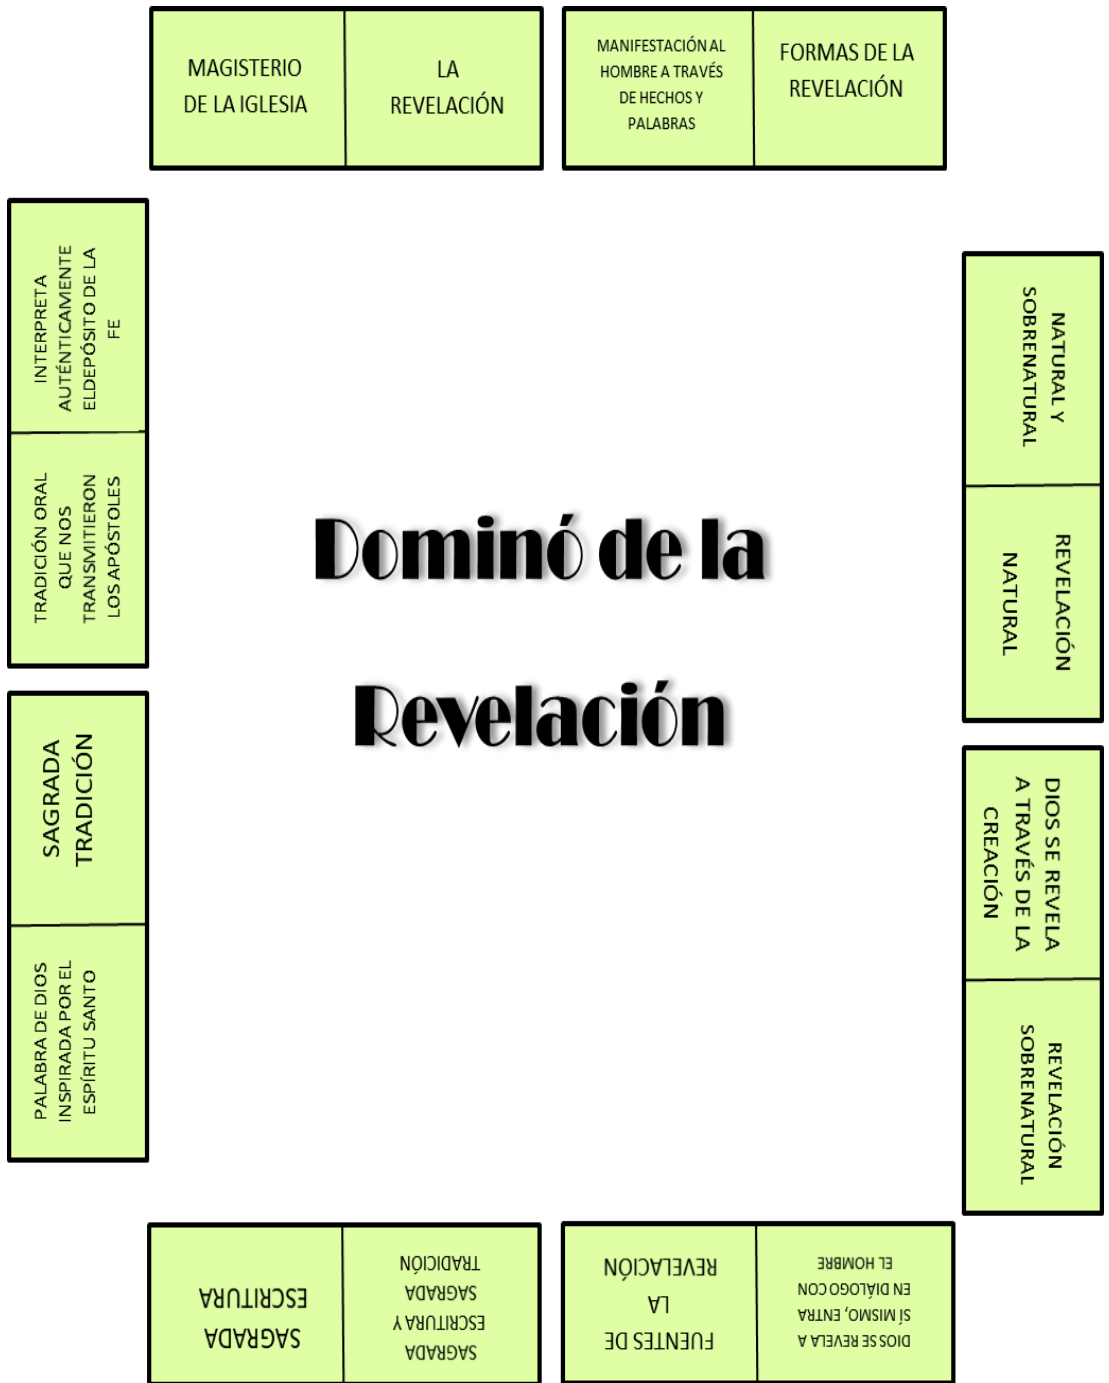 MAGISTERIO
DE LA IGLESIA
LA
REVELACIÓN
MANIFESTACIÓN AL
HOMBRE A TRAVÉS
DE HECHOS Y
PALABRAS
FORMAS DE LA
REVELACIÓN
NATURAL Y
SOBRENATURAL
REVELACIÓN
NATURAL
DIOS SE REVELA
A TRAVÉS DE LA
CREACIÓN
REVELACIÓN
SOBRENATURAL
DIOS SE REVELA A
SÍ MISMO, ENTRA
EN DIÁLOGO CON
EL HOMBRE
FUENTES DE
LA
REVELACIÓN
SAGRADA
ESCRITURA Y
SAGRADA
TRADICIÓN
SAGRADA
ESCRITURA
PALABRA DE DIOS
INSPIRADA POR EL
ESPÍRITU SANTO
SAGRADA
TRADICIÓN
TRADICIÓN ORAL
QUE NOS
TRANSMITIERON
LOS APÓSTOLES
INTERPRETA
AUTÉNTICAMENTE
ELDEPÓSITO DE LA
FE
Dominó de la
Revelación